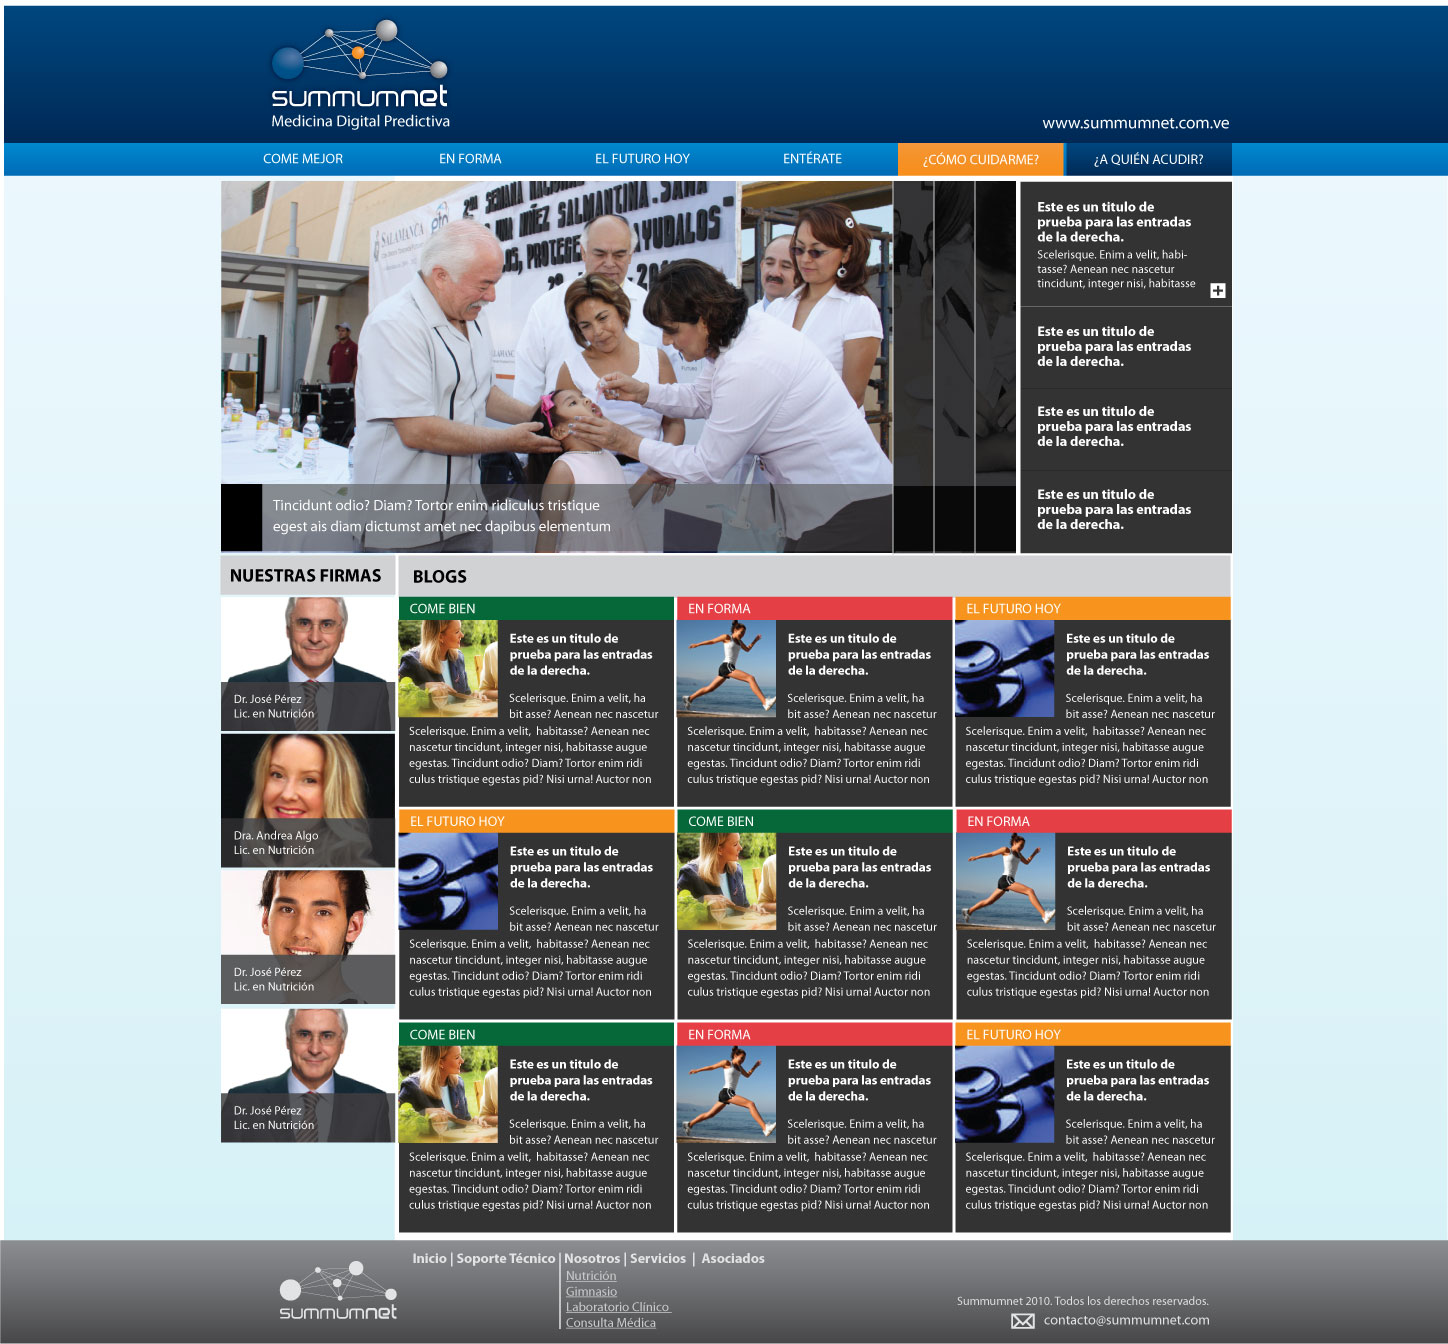 summumnet
Medicina Digital Predictiva
www.summumnet.com.ve
COME MEJOR
EN FORMA
EL FUTURO HOY
ENTÉRATE
¿CÓMO CUIDARME?
¿A QUIÉN ACUDIR?
SALAMANCA
SALMANTINA
Tincidunt odio? Diam? Tortor enim ridiculus tristique
egest ais diam dictumst amet nec dapibus elementum
Este es un titulo de
prueba para las entradas
de la derecha.
Scelerisque. Enim a velit, habi-
tasse? Aenean nec nascetur
tincidunt, integer nisi, habitasse
Este es un titulo de
prueba para las entradas
de la derecha.
Este es un titulo de
prueba para las entradas
de la derecha.
Este es un titulo de
prueba para las entradas
de la derecha.
NUESTRAS FIRMAS
Dr. José Pérez
Lic. en Nutrición
Dra. Andrea Algo
Lic. en Nutrición
Dr. José Pérez
Lic. en Nutrición
Dr. José Pérez
Lic. en Nutrición
BLOGS
COME BIEN
Este es un titulo de
prueba para las entradas
de la derecha.
Scelerisque. Enim a velit, ha
bit asse? Aenean nec nascetur
Scelerisque. Enim a velit, habitasse? Aenean nec
nascetur tincidunt, integer nisi, habitasse augue
egestas. Tincidunt odio? Diam? Tortor enim ridi
culus tristique egestas pid? Nisi urna! Auctor non
EN FORMA
Este es un titulo de
prueba para las entradas
de la derecha.
Scelerisque. Enim a velit, ha
bit asse? Aenean nec nascetur
Scelerisque. Enim a velit, habitasse? Aenean nec
nascetur tincidunt, integer nisi, habitasse augue
egestas. Tincidunt odio? Diam? Tortor enim ridi
culus tristique egestas pid? Nisi urna! Auctor non
EL FUTURO HOY
Este es un titulo de
prueba para las entradas
de la derecha.
Scelerisque. Enim a velit, ha
bit asse? Aenean nec nascetur
Scelerisque. Enim a velit, habitasse? Aenean nec
nascetur tincidunt, integer nisi, habitasse augue
egestas. Tincidunt odio? Diam? Tortor enim ridi
culus tristique egestas pid? Nisi urna! Auctor non
EL FUTURO HOY
Este es un titulo de
prueba para las entradas
de la derecha.
Scelerisque. Enim a velit, ha
bit asse? Aenean nec nascetur
Scelerisque. Enim a velit, habitasse? Aenean nec
nascetur tincidunt, integer nisi, habitasse augue
egestas. Tincidunt odio? Diam? Tortor enim ridi
culus tristique egestas pid? Nisi urna! Auctor non
COME BIEN
Este es un titulo de
prueba para las entradas
de la derecha.
Scelerisque. Enim a velit, ha
bit asse? Aenean nec nascetur
Scelerisque. Enim a velit, habitasse? Aenean nec
nascetur tincidunt, integer nisi, habitasse augue
egestas. Tincidunt odio? Diam? Tortor enim ridi
culus tristique egestas pid? Nisi urna! Auctor non
EN FORMA
Este es un titulo de
prueba para las entradas
de la derecha.
Scelerisque. Enim a velit, ha
bit asse? Aenean nec nascetur
Scelerisque. Enim a velit, habitasse? Aenean nec
nascetur tincidunt, integer nisi, habitasse augue
egestas. Tincidunt odio? Diam? Tortor enim ridi
culus tristique egestas pid? Nisi urna! Auctor non
COME BIEN
Este es un titulo de
prueba para las entradas
de la derecha.
Scelerisque. Enim a velit, ha
bit asse? Aenean nec nascetur
Scelerisque. Enim a velit, habitasse? Aenean nec
nascetur tincidunt, integer nisi, habitasse augue
egestas. Tincidunt odio? Diam? Tortor enim ridi
culus tristique egestas pid? Nisi urna! Auctor non
EN FORMA
Este es un titulo de
prueba para las entradas
de la derecha.
Scelerisque. Enim a velit, ha
bit asse? Aenean nec nascetur
Scelerisque. Enim a velit, habitasse? Aenean nec
nascetur tincidunt, integer nisi, habitasse augue
egestas. Tincidunt odio? Diam? Tortor enim ridi
culus tristique egestas pid? Nisi urna! Auctor non
EL FUTURO HOY
Este es un titulo de
prueba para las entradas
de la derecha.
Scelerisque. Enim a velit, ha
bit asse? Aenean nec nascetur
Scelerisque. Enim a velit, habitasse? Aenean nec
nascetur tincidunt, integer nisi, habitasse augue
egestas. Tincidunt odio? Diam? Tortor enim ridi
culus tristique egestas pid? Nisi urna! Auctor non
summumnet
Inicio | Soporte Técnico | Nosotros | Servicios | Asociados
Nutrición
Gimnasio
Laboratorio Clínico
Consulta Médica
Summumnet 2010. Todos los derechos reservados.
contacto@summumnet.com